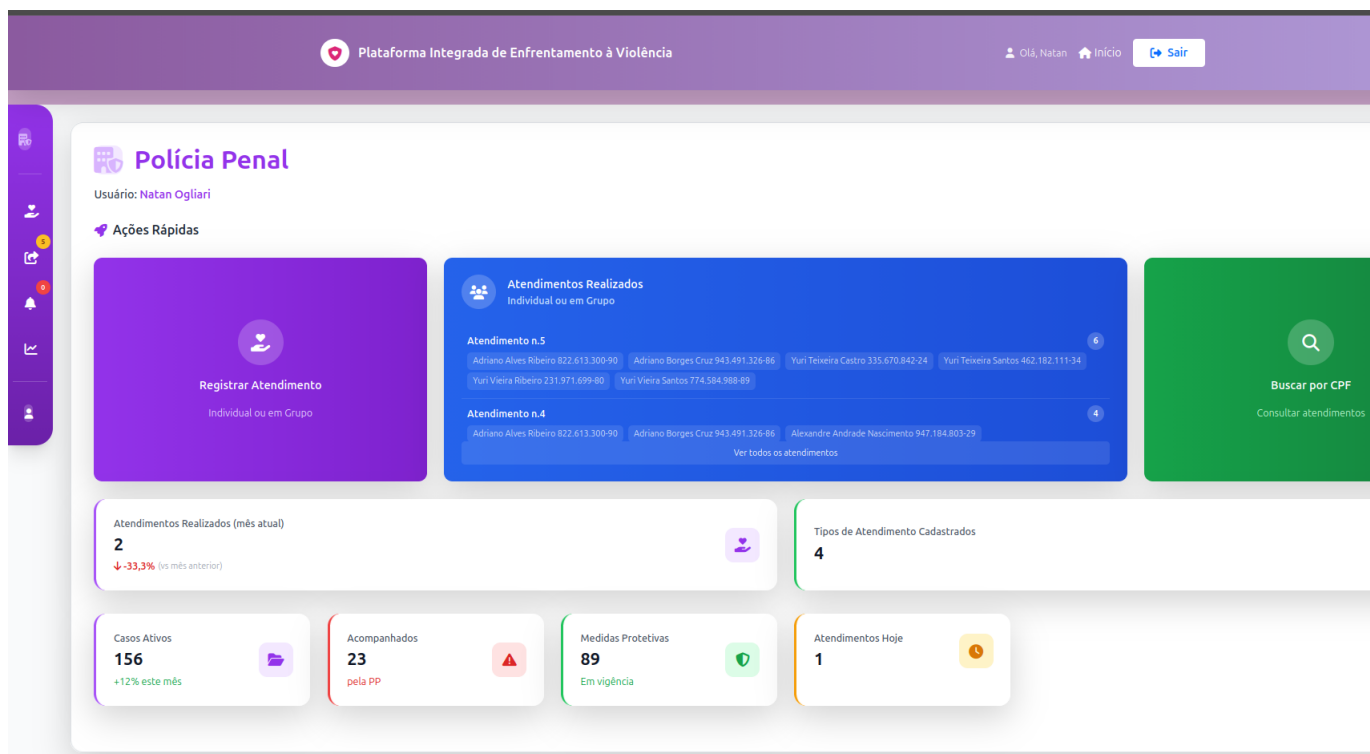 Plataforma Integrada de Enfrentamento à Violência
Olá, Natan
Início
Sair
Polícia Penal
Usuário: Natan Ogliari
5
0
Ações Rápidas
Registrar Atendimento
Individual ou em Grupo
Atendimentos Realizados
Individual ou em Grupo
Atendimento n.5
6
Adriano Alves Ribeiro 822.613.300-90
Adriano Borges Cruz 943.491.326-86
Yuri Teixeira Castro 335.670.842-24
Yuri Teixeira Santos 462.182.111-34
Yuri Vieira Ribeiro 231.971.699-80
Yuri Vieira Santos 774.584.988-89
Atendimento n.4
4
Adriano Alves Ribeiro 822.613.300-90
Adriano Borges Cruz 943.491.326-86
Alexandre Andrade Nascimento 947.184.803-29
Ver todos os atendimentos
Buscar por CPF
Consultar atendimentos
Atendimentos Realizados (mês atual)
2
-33,3% (vs mês anterior)
Tipos de Atendimento Cadastrados
4
Casos Ativos
156
+12% este mês
Acompanhados
23
pela PP
Medidas Protetivas
89
Em vigência
Atendimentos Hoje
1